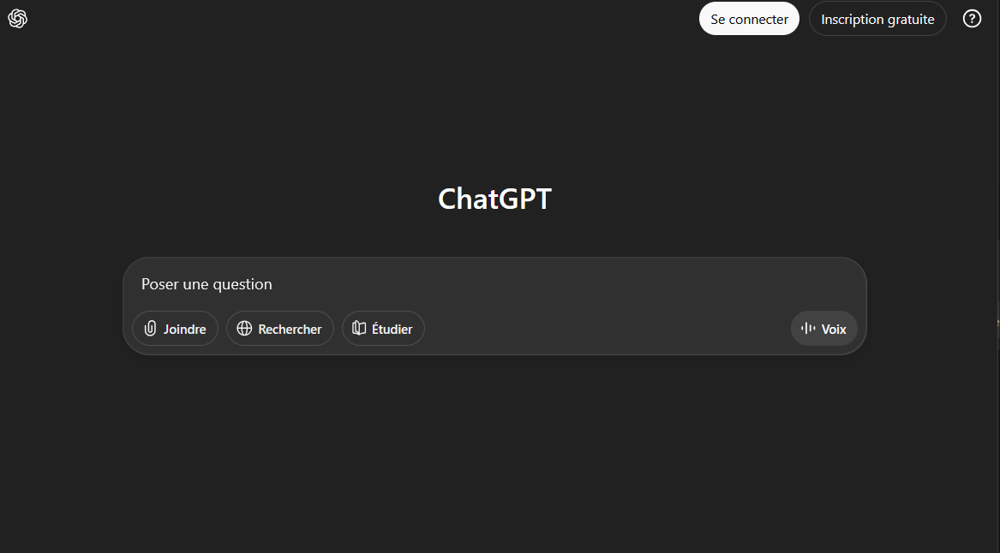 Se connecter
Inscription gratuite
?
ChatGPT
Poser une question
Joindre
Rechercher
Étudier
Voix